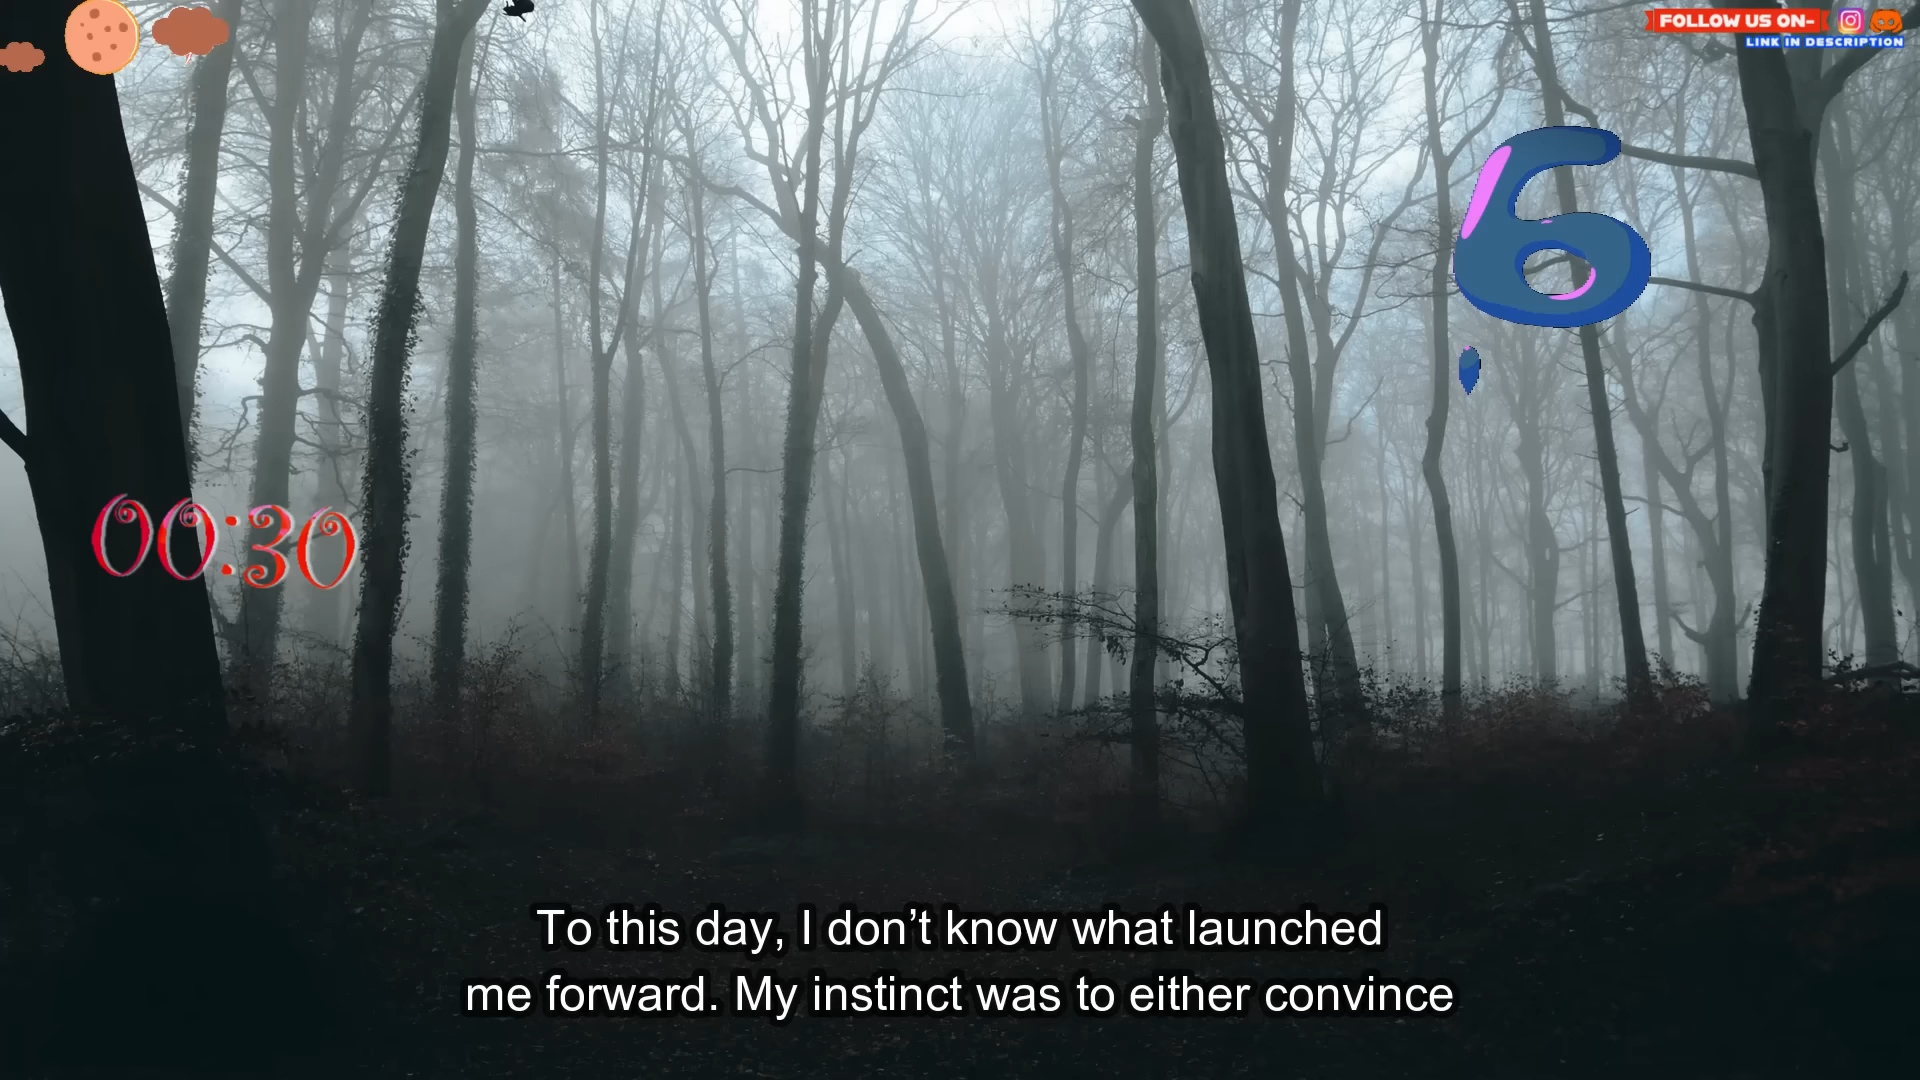 FOLLOW US ON-
LINK IN DESCRIPTION
6
00:30
To this day, I don’t know what launched
me forward. My instinct was to either convince